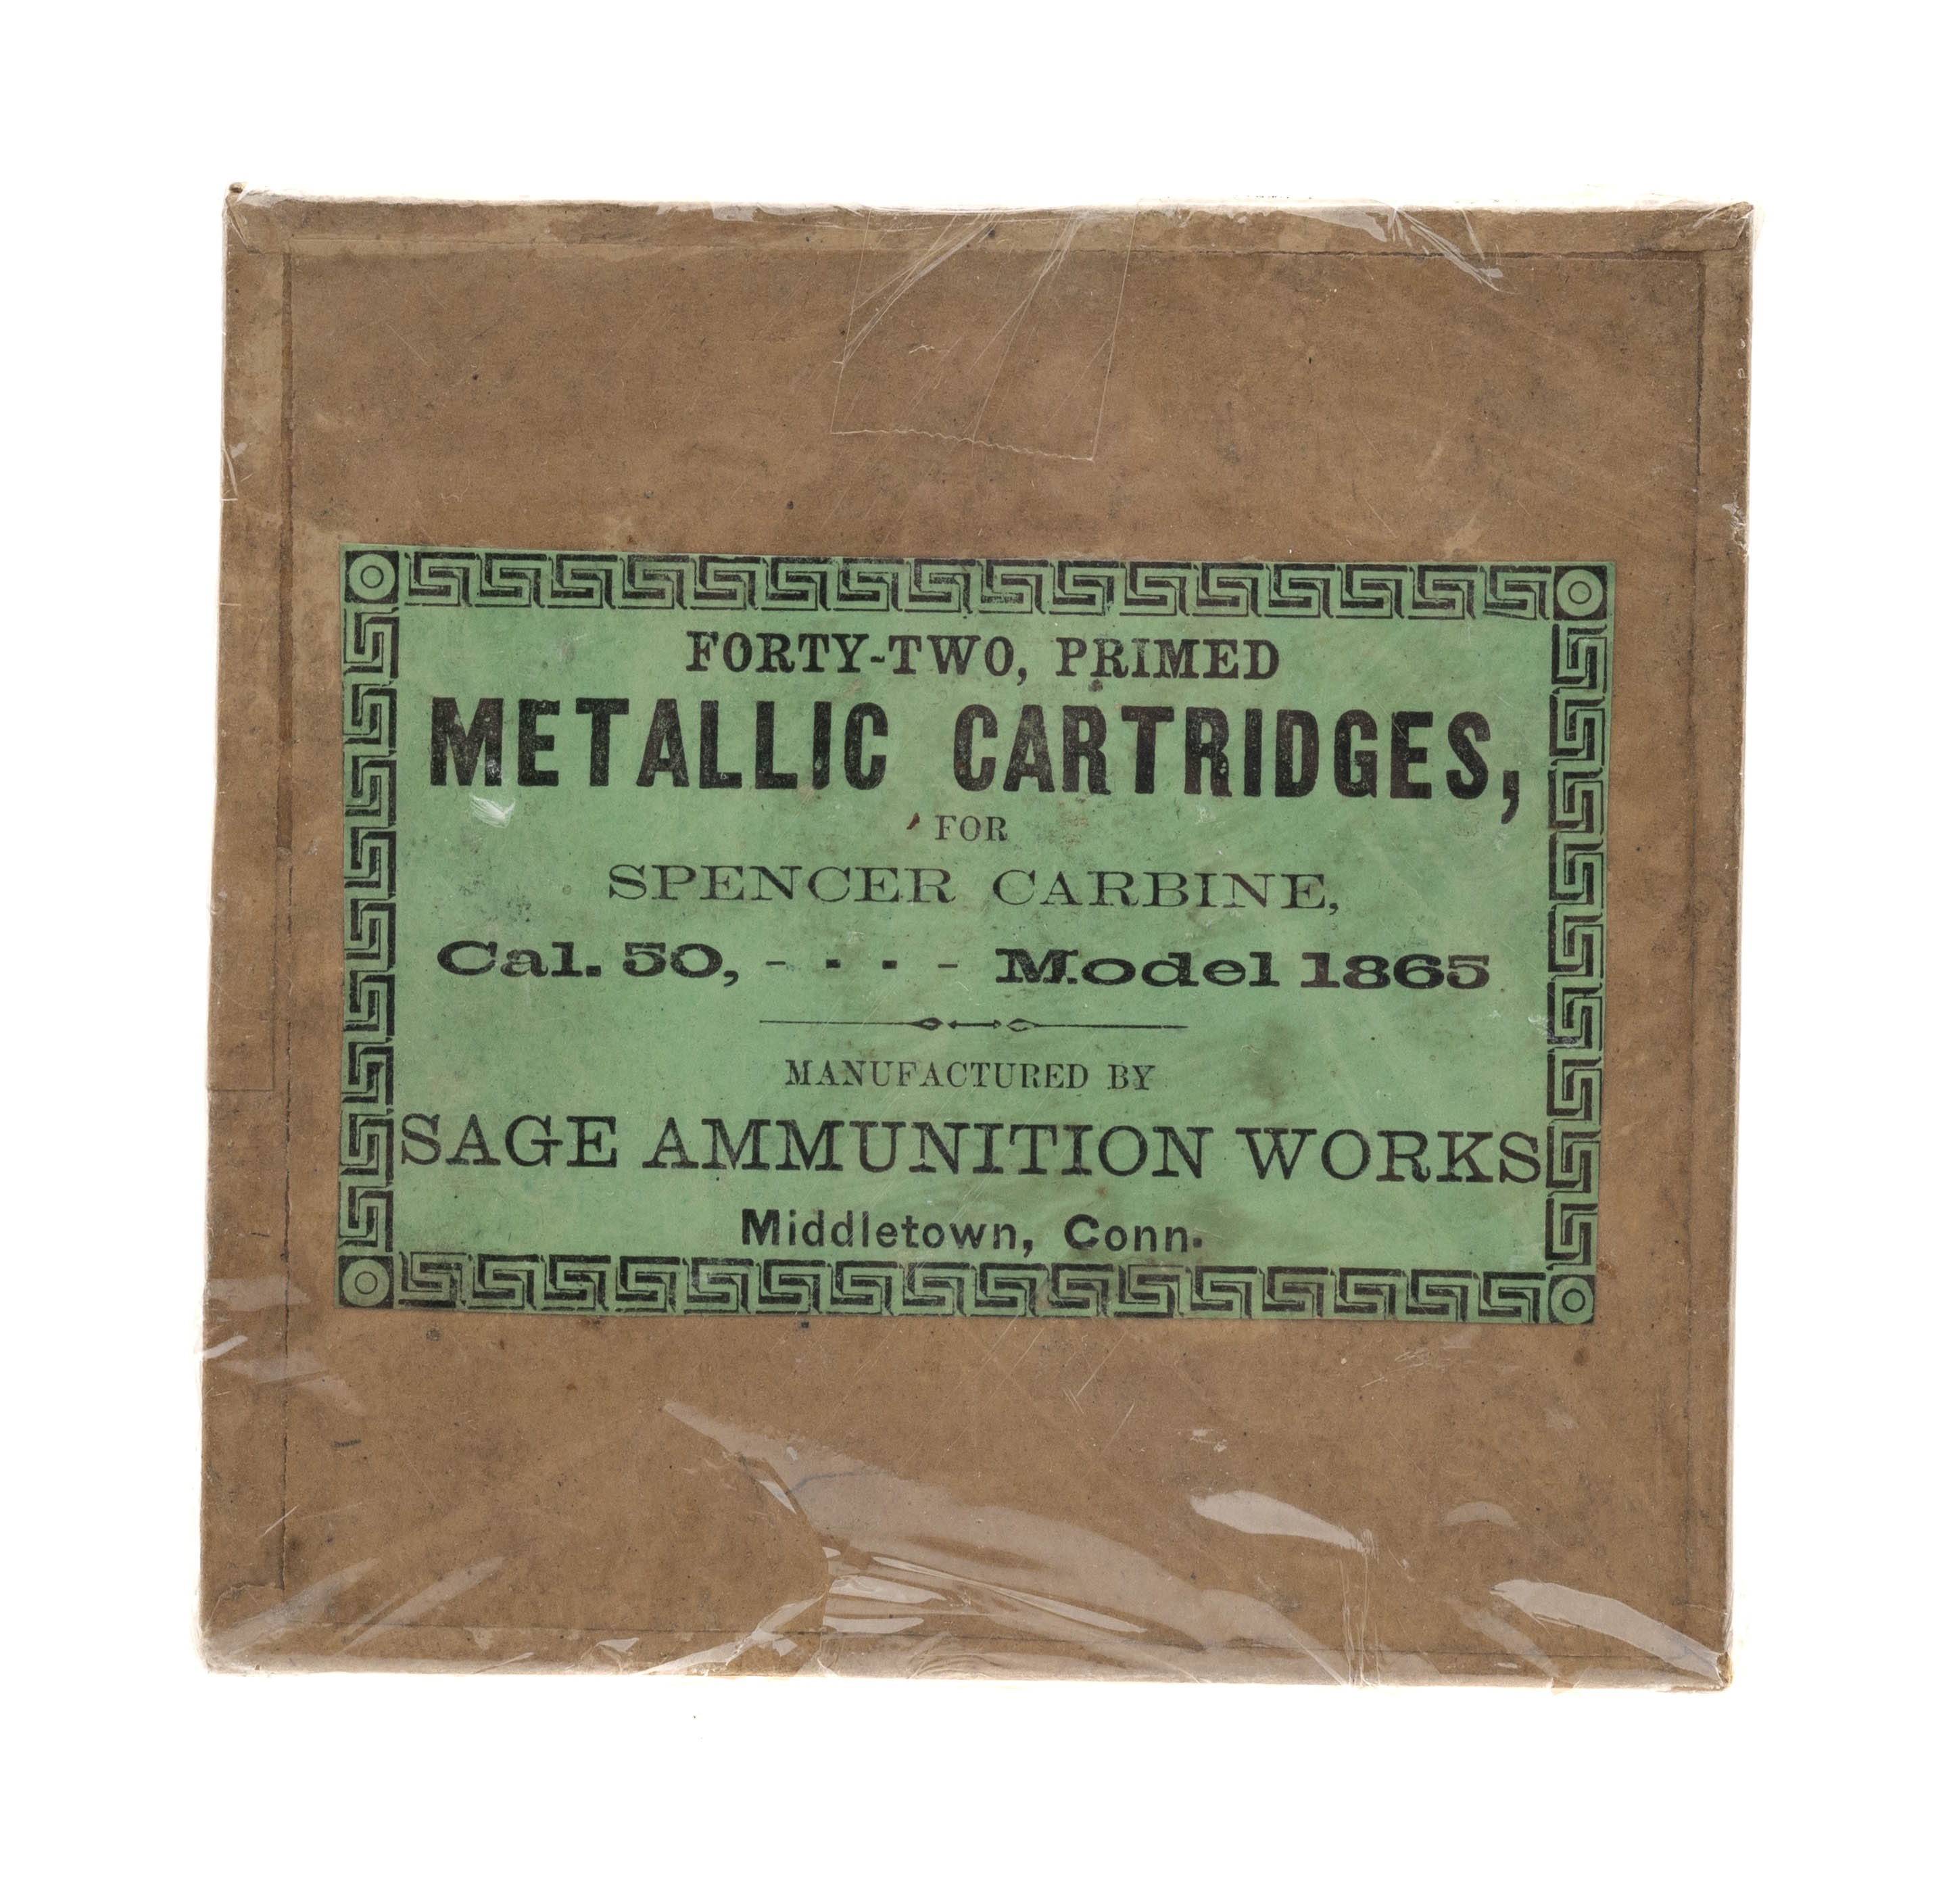 FORTY-TWO, PRIMED
METALLIC CARTRIDGES,
FOR
SPENCER CARBINE,
Cal. 50, - - - - Model 1865
MANUFACTURED BY
SAGE AMMUNITION WORKS
Middletown, Conn.